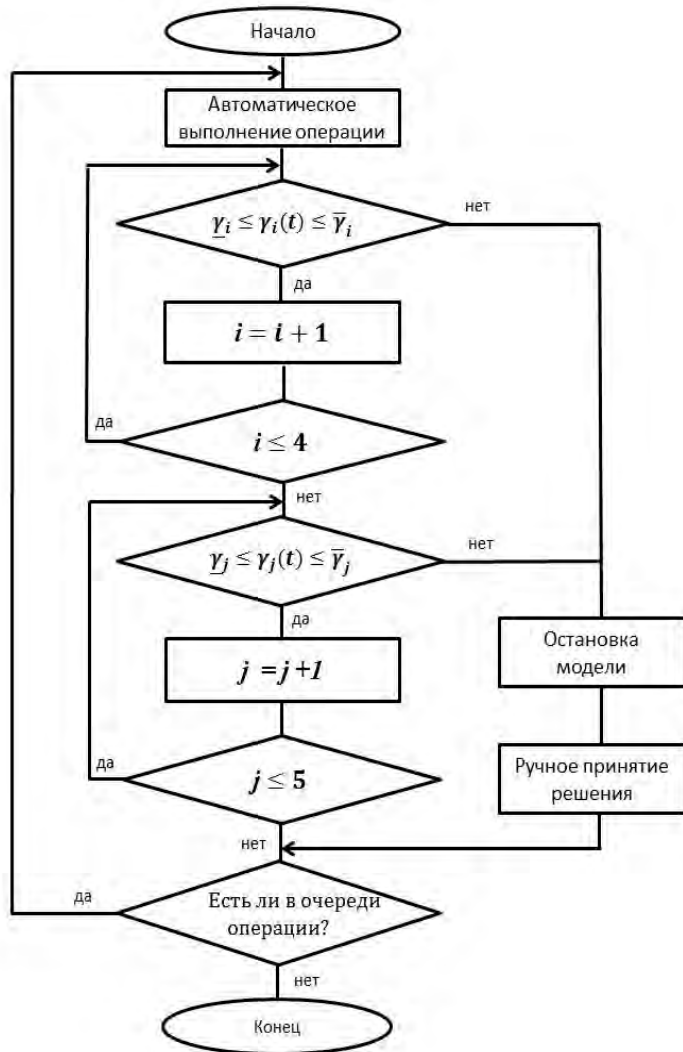 Начало
Автоматическое
выполнение операции
γ̲ᵢ ≤ γᵢ(t) ≤ γ̅ᵢ
нет
да
i = i + 1
да
i ≤ 4
нет
γ̲ⱼ ≤ γⱼ(t) ≤ γ̅ⱼ
нет
да
Остановка
модели
j =j+1
да
j ≤ 5
Ручное принятие
решения
нет
да
Есть ли в очереди
операции?
нет
Конец